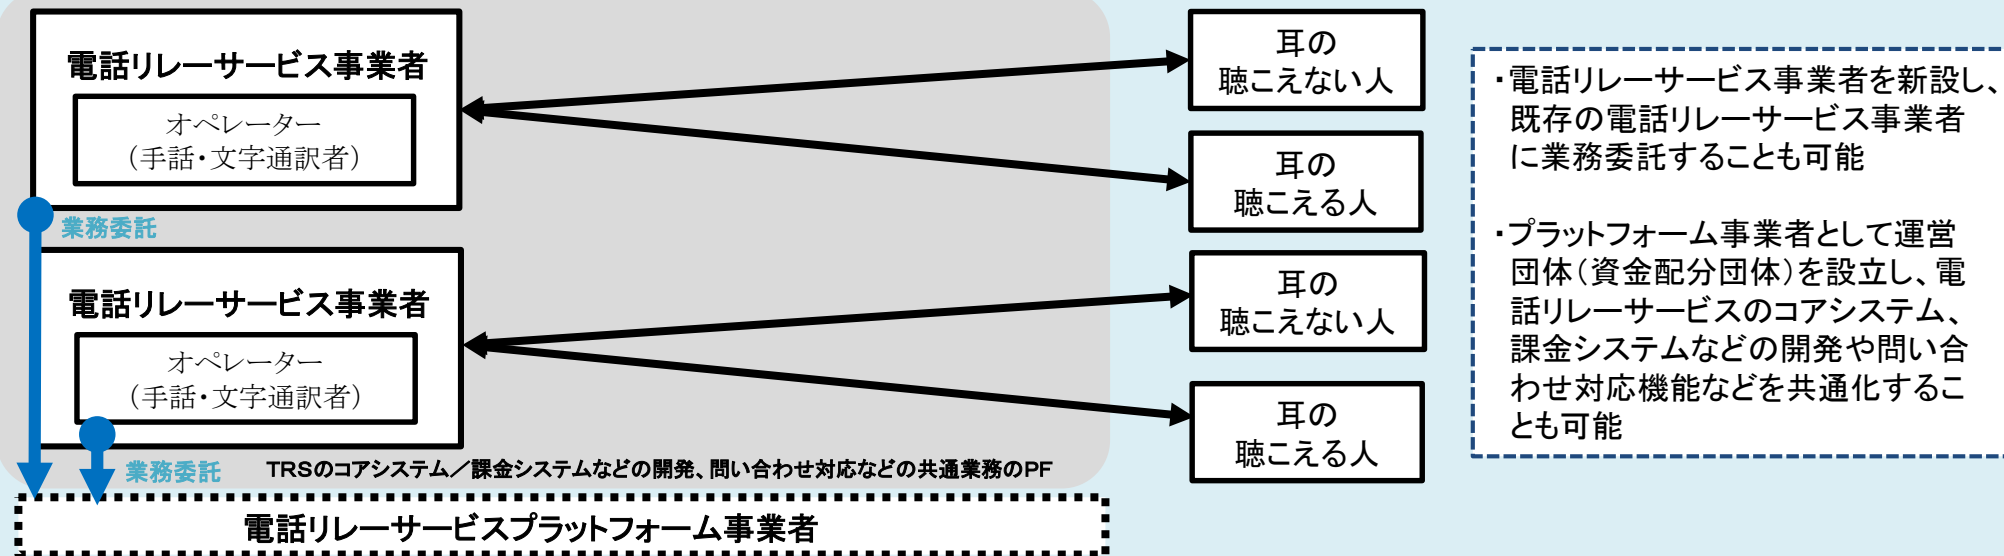 電話リレーサービス事業者
オペレーター
（手話・文字通訳者）
業務委託
電話リレーサービス事業者
オペレーター
（手話・文字通訳者）
業務委託
TRSのコアシステム／課金システムなどの開発、問い合わせ対応などの共通業務のPF
電話リレーサービスプラットフォーム事業者
耳の
聴こえない人
耳の
聴こえる人
耳の
聴こえない人
耳の
聴こえる人
・電話リレーサービス事業者を新設し、
既存の電話リレーサービス事業者
に業務委託することも可能
・プラットフォーム事業者として運営
団体（資金配分団体）を設立し、電
話リレーサービスのコアシステム、
課金システムなどの開発や問い合
わせ対応機能などを共通化するこ
とも可能